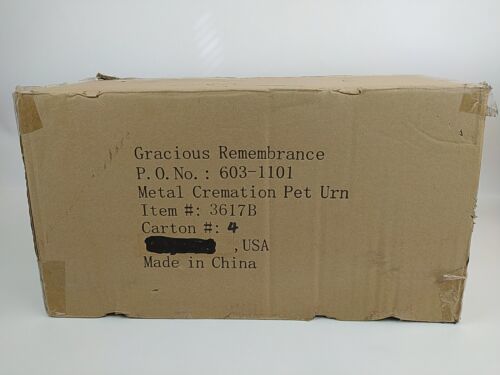 Gracious Remembrance
P.O.No.: 603-1101
Metal Cremation Pet Urn
Item #: 3617B
Carton #: 4
,USA
Made in China